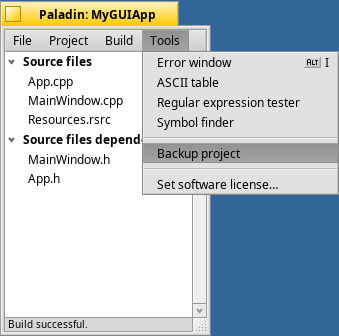 Paladin: MyGUIApp
File Project Build Tools
Source files
App.cpp
MainWindow.cpp
Resources.rsrc
Source files depende
MainWindow.h
App.h
Error window ALT I
ASCII table
Regular expression tester
Symbol finder
Backup project
Set software license...
Build successful.